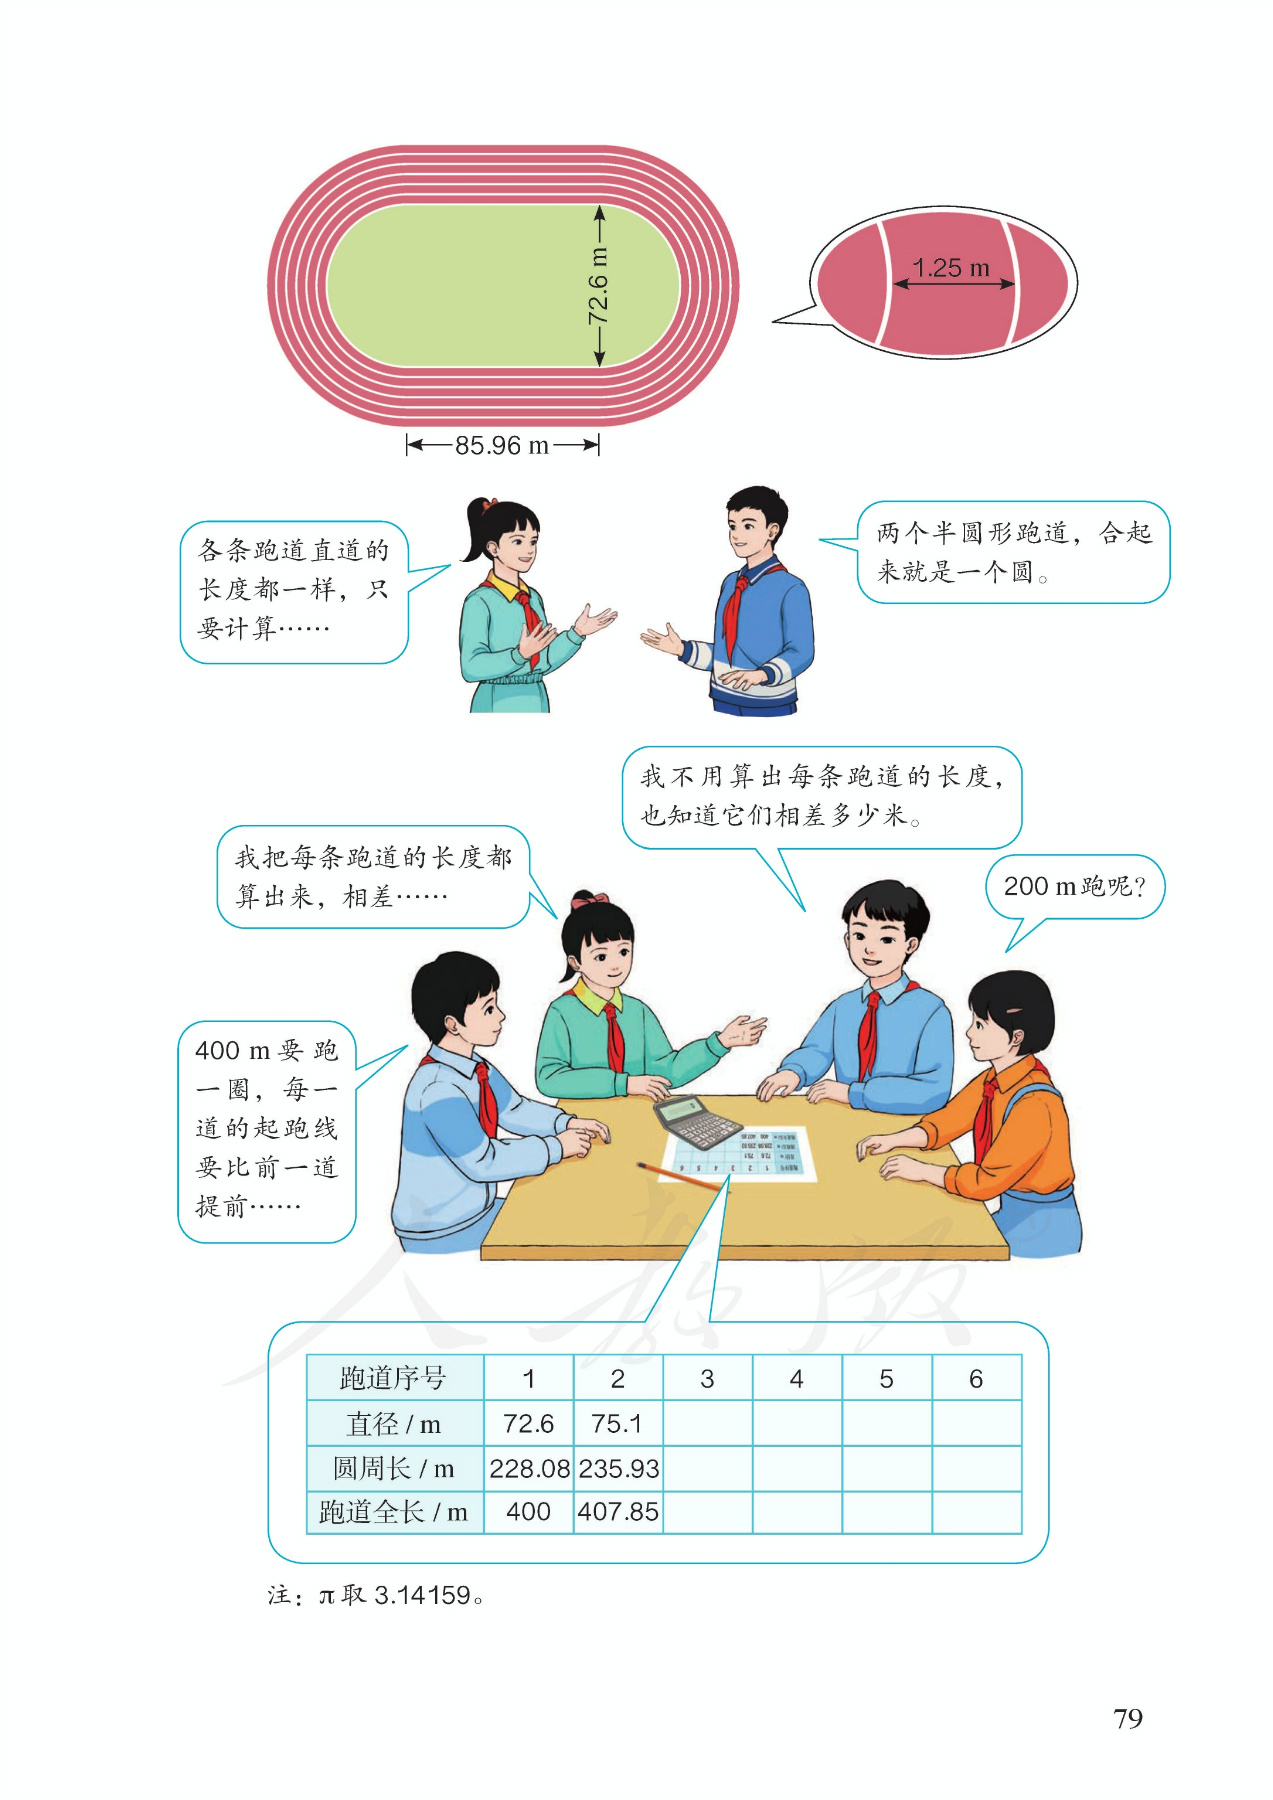 72.6 m
1.25 m
85.96 m
各条跑道直道的
长度都一样，只
要计算……
两个半圆形跑道，合起
来就是一个圆。
我不用算出每条跑道的长度，
也知道它们相差多少米。
我把每条跑道的长度都
算出来，相差……
200 m跑呢？
400 m要跑
一圈，每一
道的起跑线
要比前一道
提前……
人教版
跑道序号 1 2 3 4 5 6
直径/m 72.6 75.1
圆周长/m 228.08 235.93
跑道全长/m 400 407.85
注：π取3.14159。
79